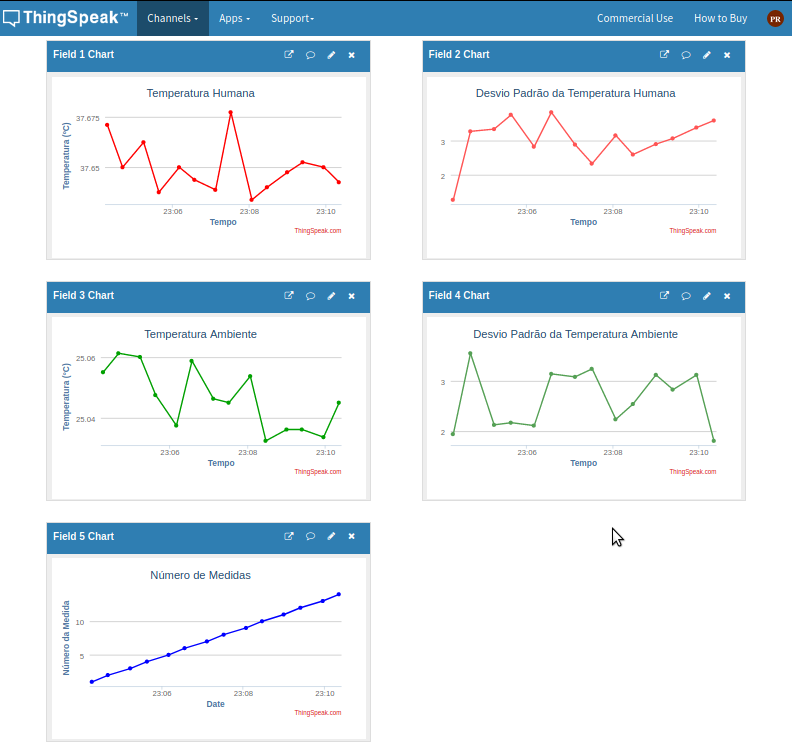 ThingSpeak™ Channels Apps Support Commercial Use How to Buy PR
Field 1 Chart
Temperatura Humana
Temperatura (°C)
37.675
37.65
23:06 23:08 23:10
Tempo
ThingSpeak.com
Field 2 Chart
Desvio Padrão da Temperatura Humana
3
2
23:06 23:08 23:10
Tempo
ThingSpeak.com
Field 3 Chart
Temperatura Ambiente
Temperatura (°C)
25.06
25.04
23:06 23:08 23:10
Tempo
ThingSpeak.com
Field 4 Chart
Desvio Padrão da Temperatura Ambiente
3
2
23:06 23:08 23:10
Tempo
ThingSpeak.com
Field 5 Chart
Número de Medidas
Número da Medida
10
5
23:06 23:08 23:10
Date
ThingSpeak.com